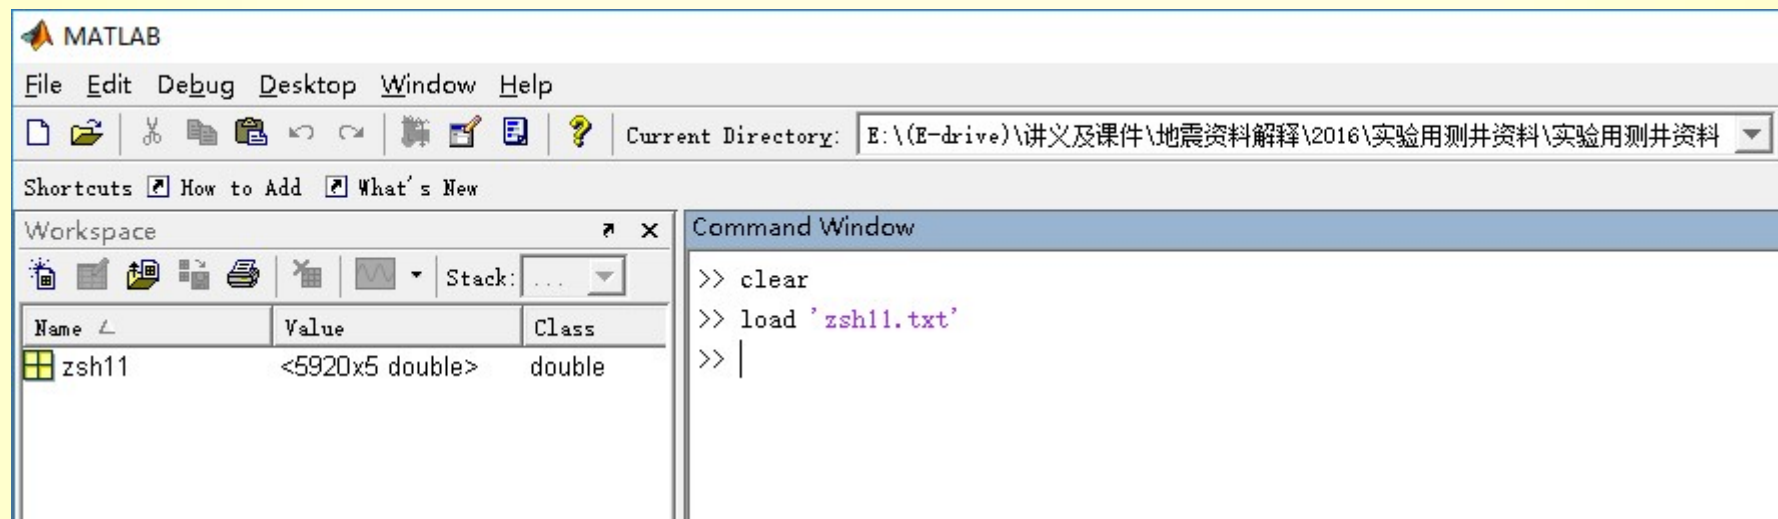 MATLAB
File Edit Debug Desktop Window Help
Current Directory: E:\(E-drive)\讲义及课件\地震资料解释\2016\实验用测井资料\实验用测井资料
Shortcuts How to Add What's New
Workspace
Stack: ...
Name Value Class
zsh11 <5920x5 double> double
Command Window
>> clear
>> load 'zsh11.txt'
>>